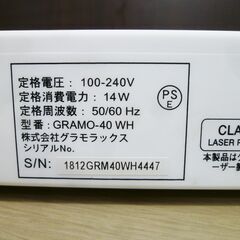 定格電圧: 100-240V
定格消費電力: 14W
定格周波数: 50/60 Hz
型番: GRAMO-40 WH
株式会社グラモラックス
シリアルNo.
S/N: 1812GRM40WH4447
PS
E
CLA
LASER P
本製品は
ーザー製